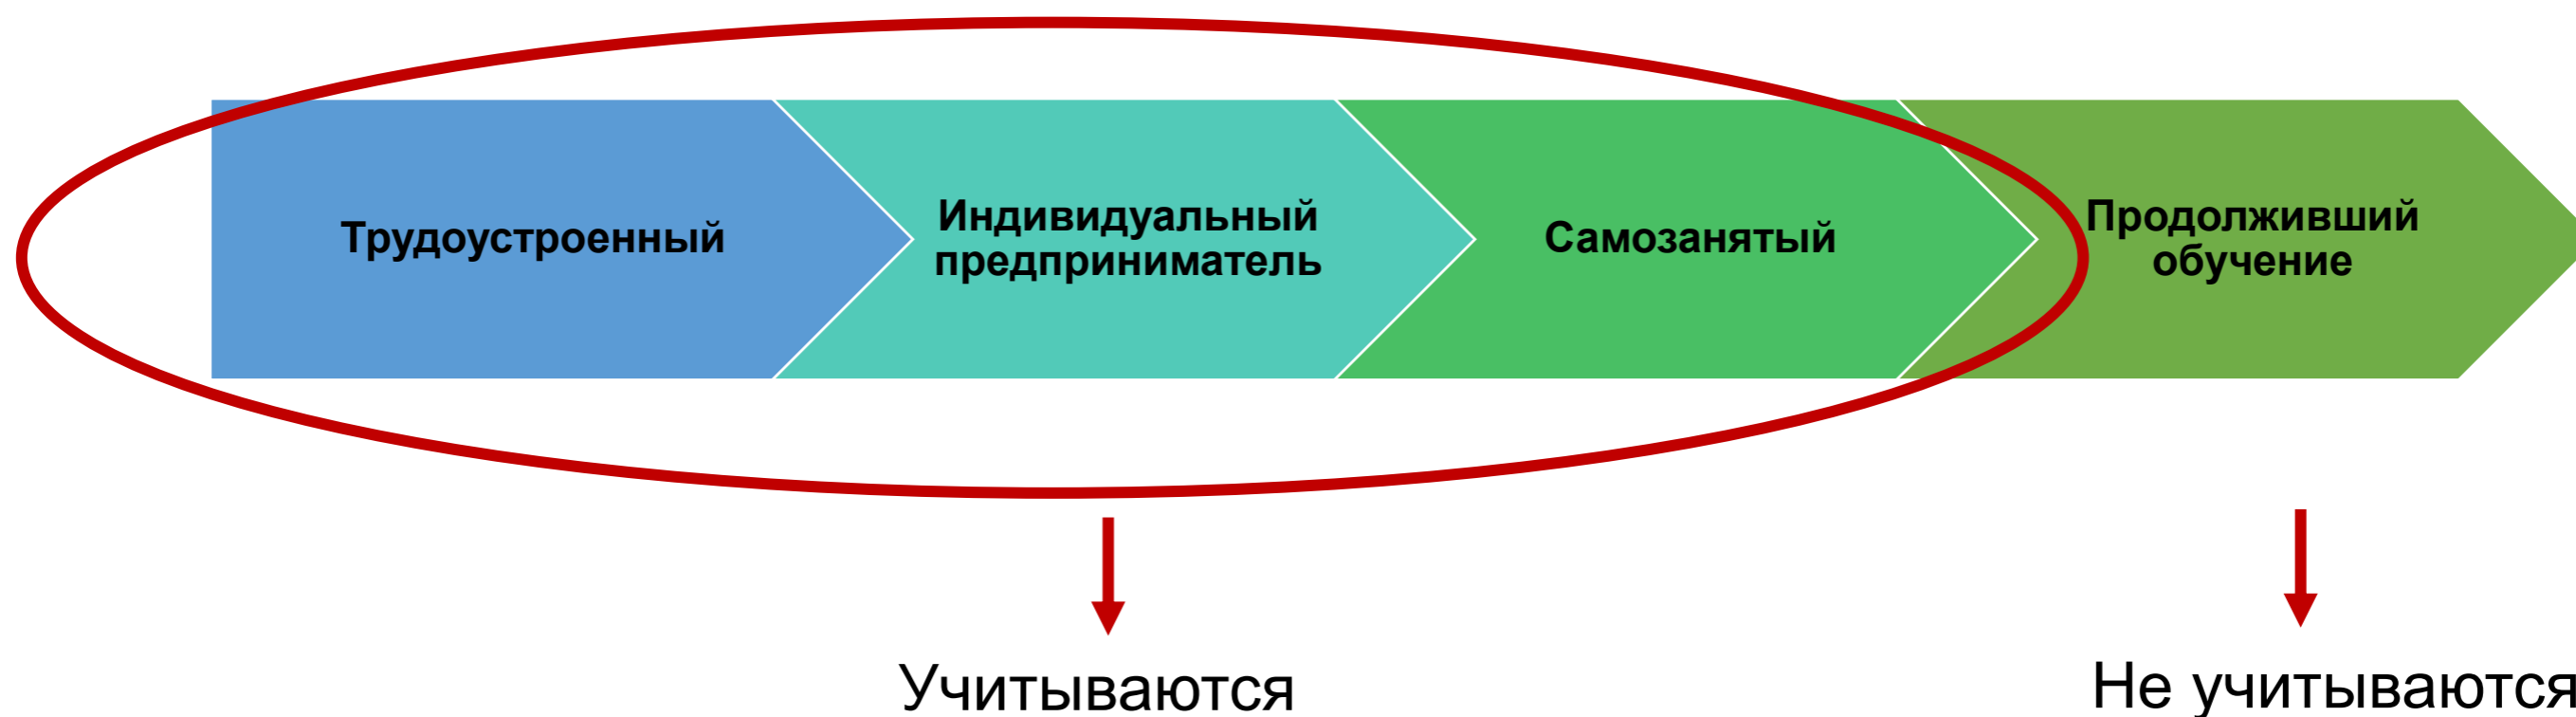 Трудоустроенный
Индивидуальный
предприниматель
Самозанятый
Продолживший
обучение
Учитываются
Не учитываются